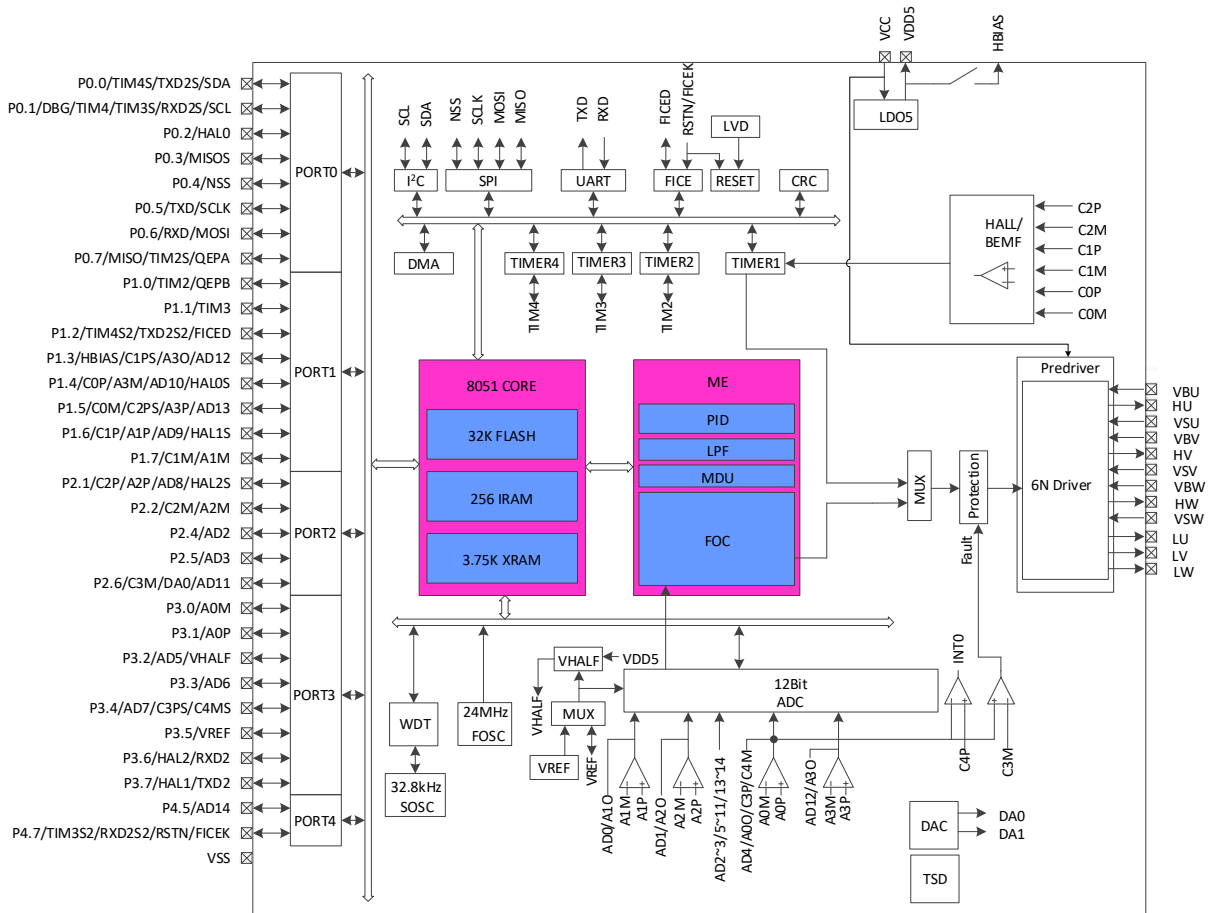 VCC
VDD5
HBIAS
LDO5
P0.0/TIM4S/TXD2S/SDA
P0.1/DBG/TIM4/TIM3S/RXD2S/SCL
P0.2/HAL0
P0.3/MISOS
P0.4/NSS
P0.5/TXD/SCLK
P0.6/RXD/MOSI
P0.7/MISO/TIM2S/QEPA
P1.0/TIM2/QEPB
P1.1/TIM3
P1.2/TIM4S2/TXD2S2/FICED
P1.3/HBIAS/C1PS/A3O/AD12
P1.4/C0P/A3M/AD10/HAL0S
P1.5/C0M/C2PS/A3P/AD13
P1.6/C1P/A1P/AD9/HAL1S
P1.7/C1M/A1M
P2.1/C2P/A2P/AD8/HAL2S
P2.2/C2M/A2M
P2.4/AD2
P2.5/AD3
P2.6/C3M/DA0/AD11
P3.0/A0M
P3.1/A0P
P3.2/AD5/VHALF
P3.3/AD6
P3.4/AD7/C3PS/C4MS
P3.5/VREF
P3.6/HAL2/RXD2
P3.7/HAL1/TXD2
P4.5/AD14
P4.7/TIM3S2/RXD2S2/RSTN/FICEK
VSS
PORT0
PORT1
PORT2
PORT3
PORT4
SCL
SDA
NSS
SCLK
MOSI
MISO
TXD
RXD
FICED
RSTN/FICEK
LVD
I²C
SPI
UART
FICE
RESET
CRC
DMA
TIMER4
TIMER3
TIMER2
TIMER1
TIM4
TIM3
TIM2
HALL/
BEMF
C2P
C2M
C1P
C1M
C0P
C0M
8051 CORE
32K FLASH
256 IRAM
3.75K XRAM
ME
PID
LPF
MDU
FOC
MUX
Protection
Fault
Predriver
6N Driver
VBU
HU
VSU
VBV
HV
VSV
VBW
HW
VSW
LU
LV
LW
WDT
32.8kHz
SOSC
24MHz
FOSC
VHALF
VDD5
VHALF
MUX
VREF
VREF
12Bit
ADC
AD0/A1O
A1M
A1P
AD1/A2O
A2M
A2P
AD2~3/5~11/13~14
AD4/A0O/C3P/C4M
A0M
A0P
AD12/A3O
A3M
A3P
INT0
C4P
C3M
DAC
DA0
DA1
TSD